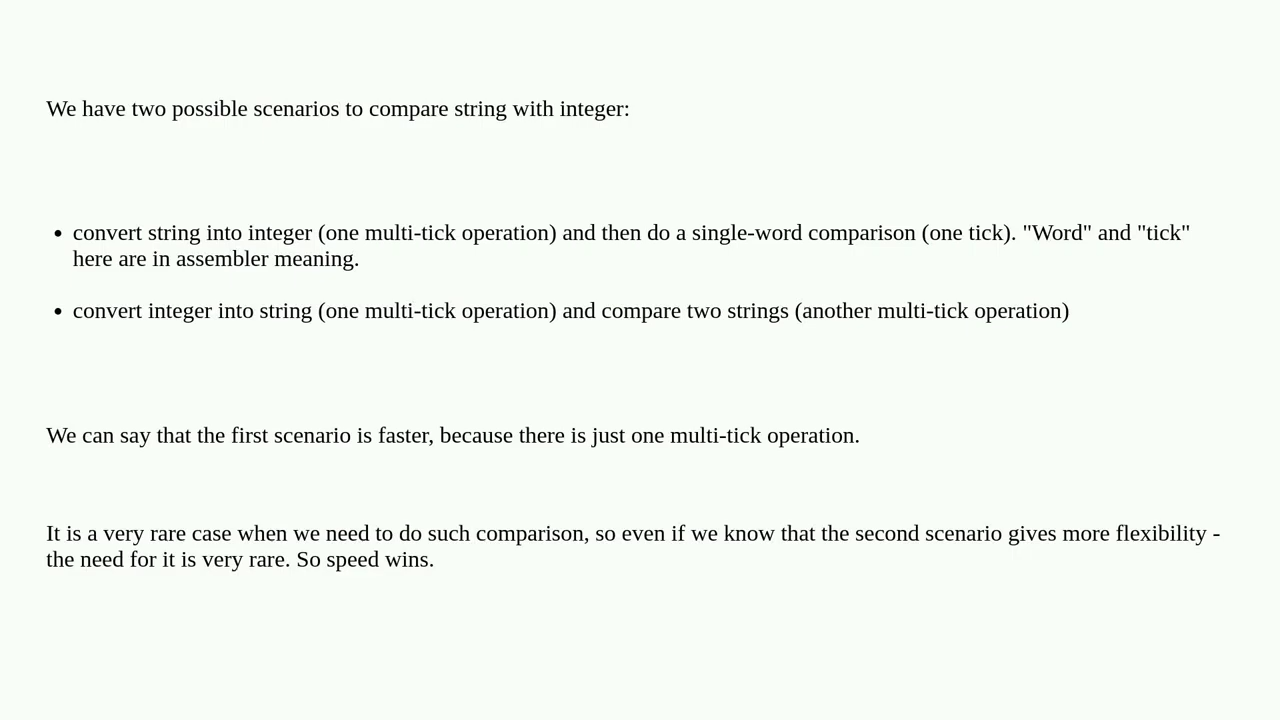 We have two possible scenarios to compare string with integer:
• convert string into integer (one multi-tick operation) and then do a single-word comparison (one tick). "Word" and "tick"
here are in assembler meaning.
• convert integer into string (one multi-tick operation) and compare two strings (another multi-tick operation)
We can say that the first scenario is faster, because there is just one multi-tick operation.
It is a very rare case when we need to do such comparison, so even if we know that the second scenario gives more flexibility -
the need for it is very rare. So speed wins.